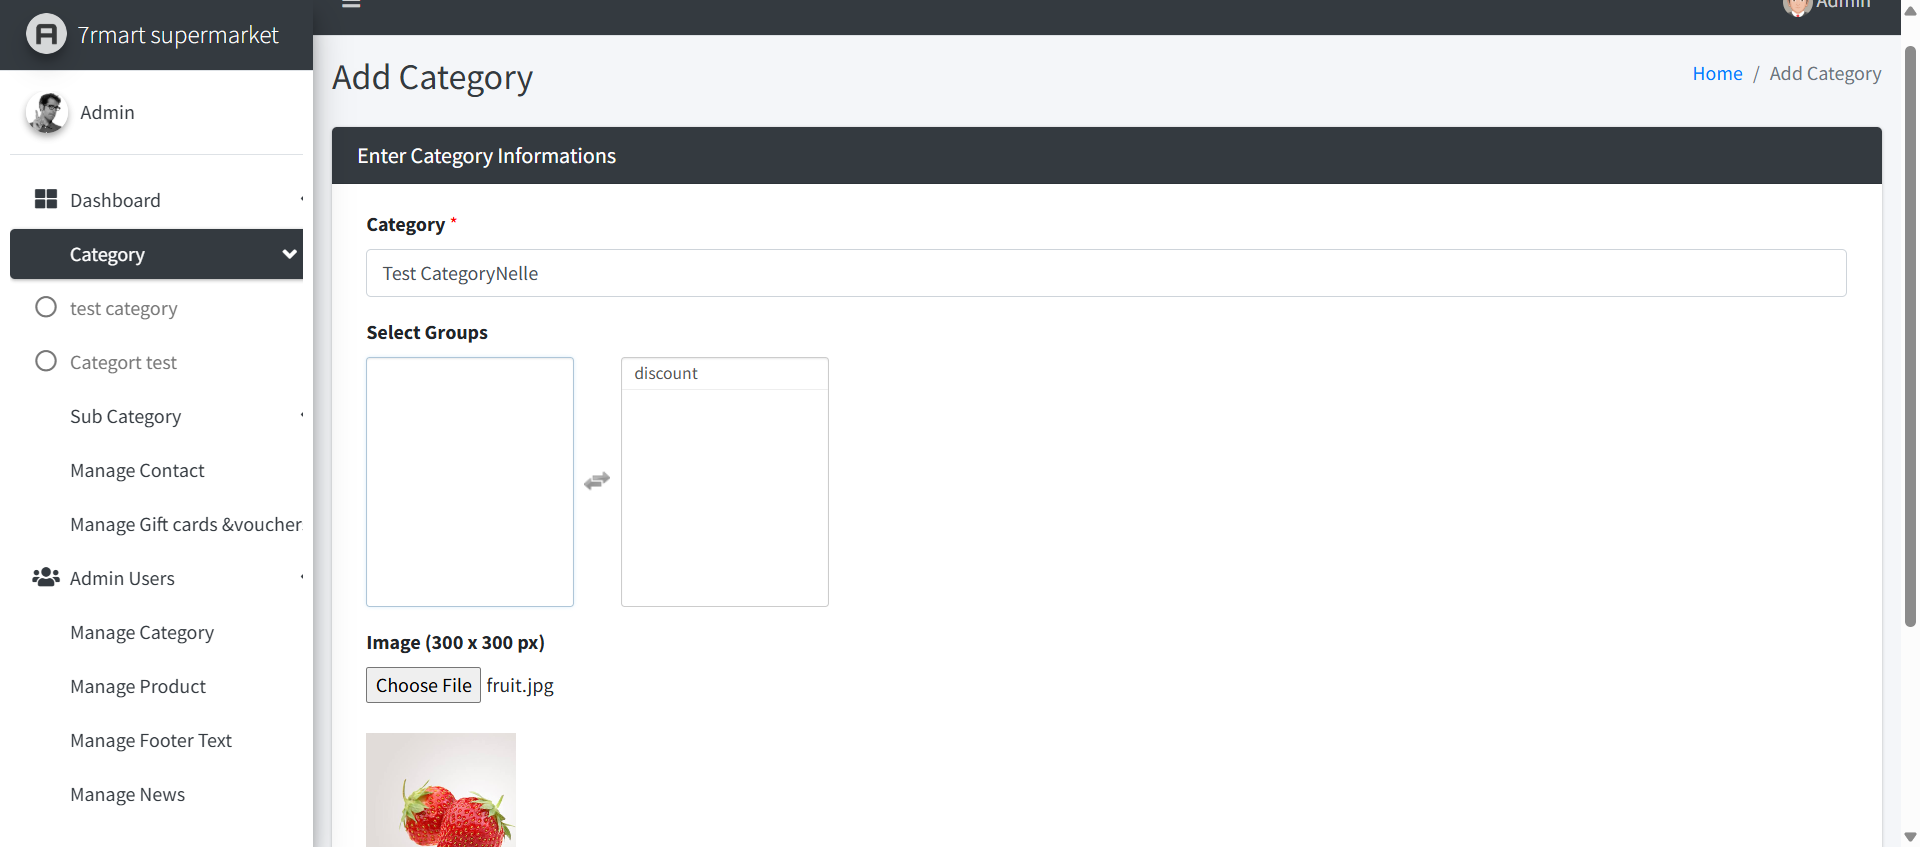 7rmart supermarket
Admin
Admin
Dashboard
Category
test category
Categort test
Sub Category
Manage Contact
Manage Gift cards &voucher
Admin Users
Manage Category
Manage Product
Manage Footer Text
Manage News
Add Category
Home / Add Category
Enter Category Informations
Category *
Test CategoryNelle
Select Groups
discount
Image (300 x 300 px)
Choose File fruit.jpg